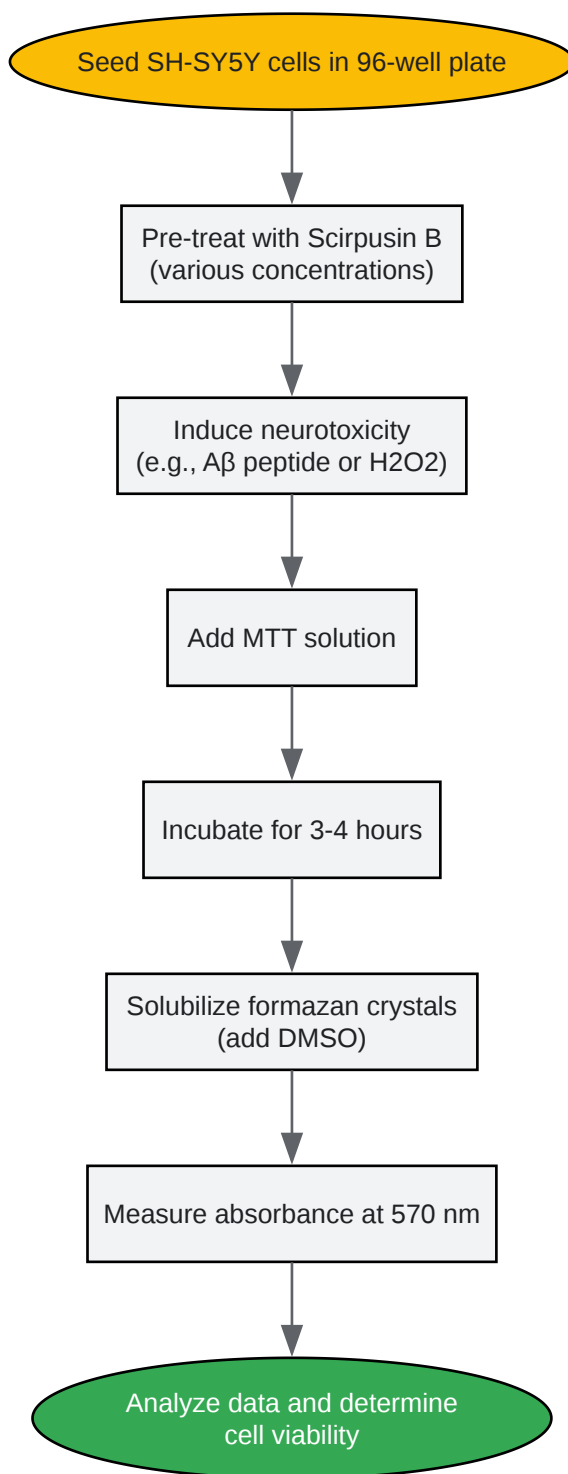 Seed SH-SY5Y cells in 96-well plate
Pre-treat with Scirpusin B
(various concentrations)
Induce neurotoxicity
(e.g., Aβ peptide or H2O2)
Add MTT solution
Incubate for 3-4 hours
Solubilize formazan crystals
(add DMSO)
Measure absorbance at 570 nm
Analyze data and determine
cell viability